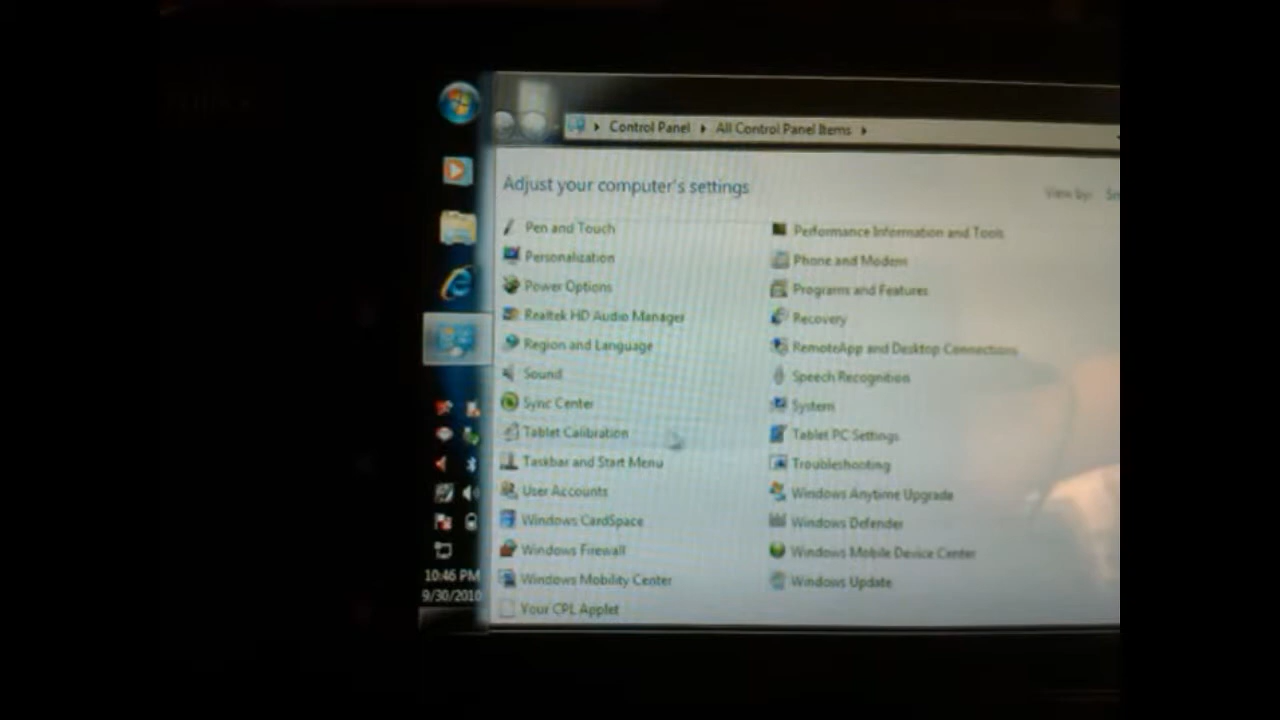 Control Panel All Control Panel Items
Adjust your computer's settings
View by:
Pen and Touch
Personalization
Power Options
Realtek HD Audio Manager
Region and Language
Sound
Sync Center
Tablet Calibration
Taskbar and Start Menu
User Accounts
Windows CardSpace
Windows Firewall
Windows Mobility Center
Your CPL Applet
Performance Information and Tools
Phone and Modem
Programs and Features
Recovery
RemoteApp and Desktop Connections
Speech Recognition
System
Tablet PC Settings
Troubleshooting
Windows Anytime Upgrade
Windows Defender
Windows Mobile Device Center
Windows Update
10:46 PM
9/30/2010